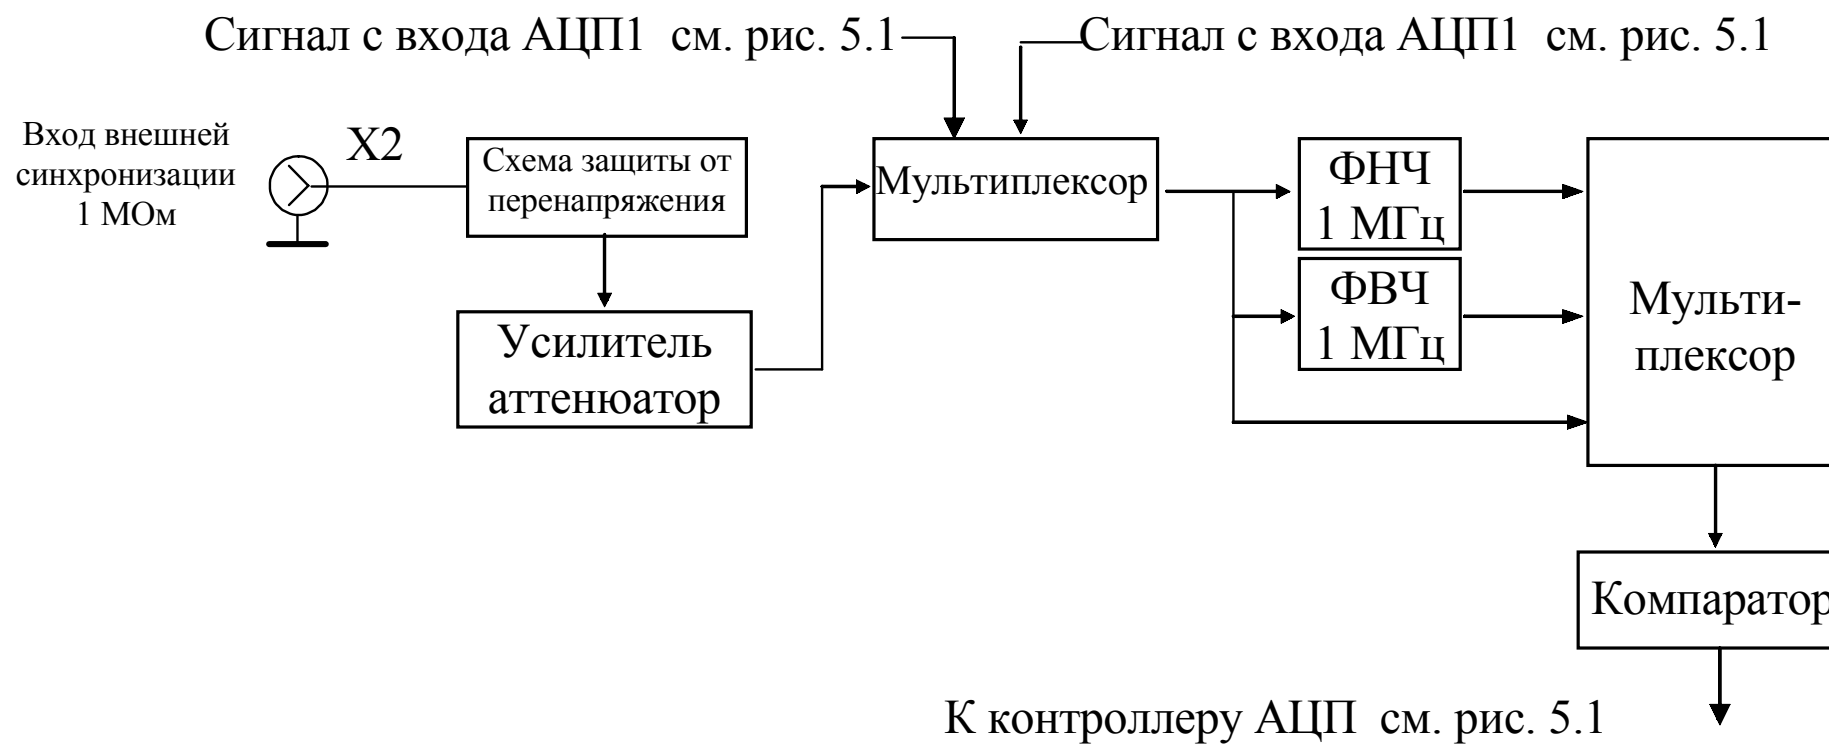 Сигнал с входа АЦП1 см. рис. 5.1
Сигнал с входа АЦП1 см. рис. 5.1
Вход внешней
синхронизации
1 МОм
X2
Схема защиты от
перенапряжения
Усилитель
аттенюатор
Мультиплексор
ФНЧ
1 МГц
ФВЧ
1 МГц
Мульти-
плексор
Компаратор
К контроллеру АЦП см. рис. 5.1